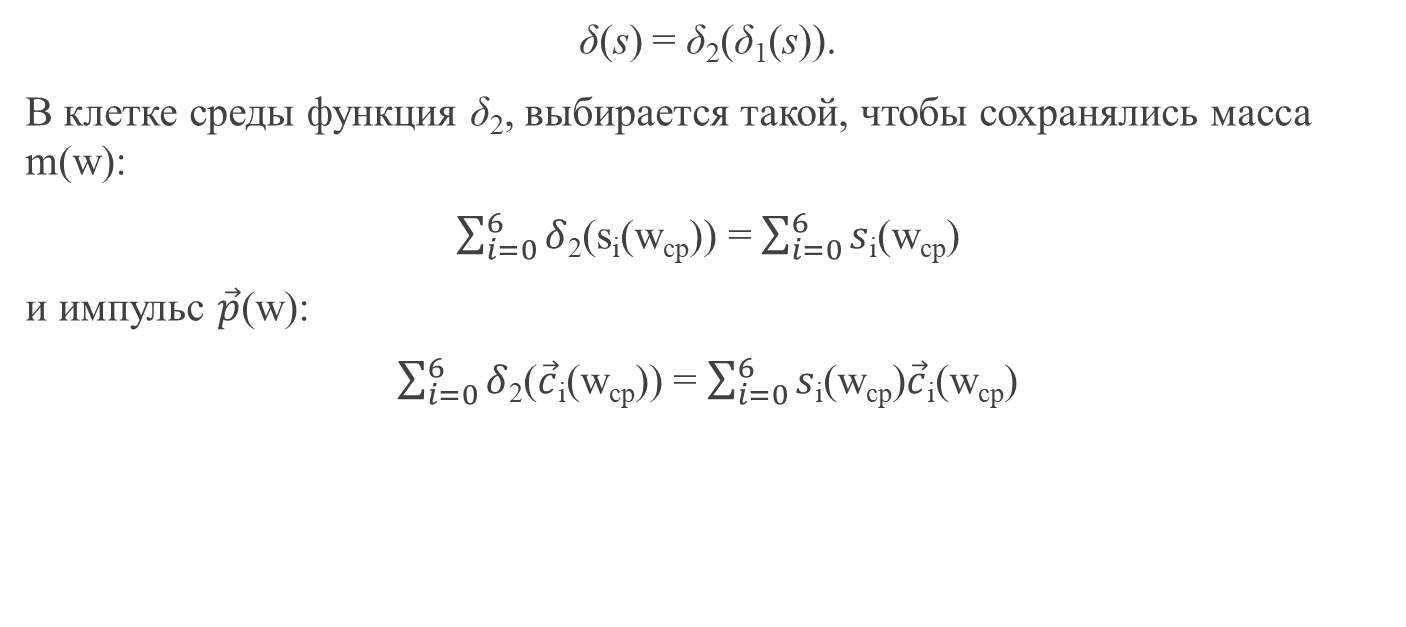 δ(s) = δ₂(δ₁(s)).
В клетке среды функция δ₂, выбирается такой, чтобы сохранялись масса
m(w):
∑⁶ᵢ₌₀ δ₂(sᵢ(w_ср)) = ∑⁶ᵢ₌₀ sᵢ(w_ср)
и импульс p⃗(w):
∑⁶ᵢ₌₀ δ₂(c⃗ᵢ(w_ср)) = ∑⁶ᵢ₌₀ sᵢ(w_ср)c⃗ᵢ(w_ср)